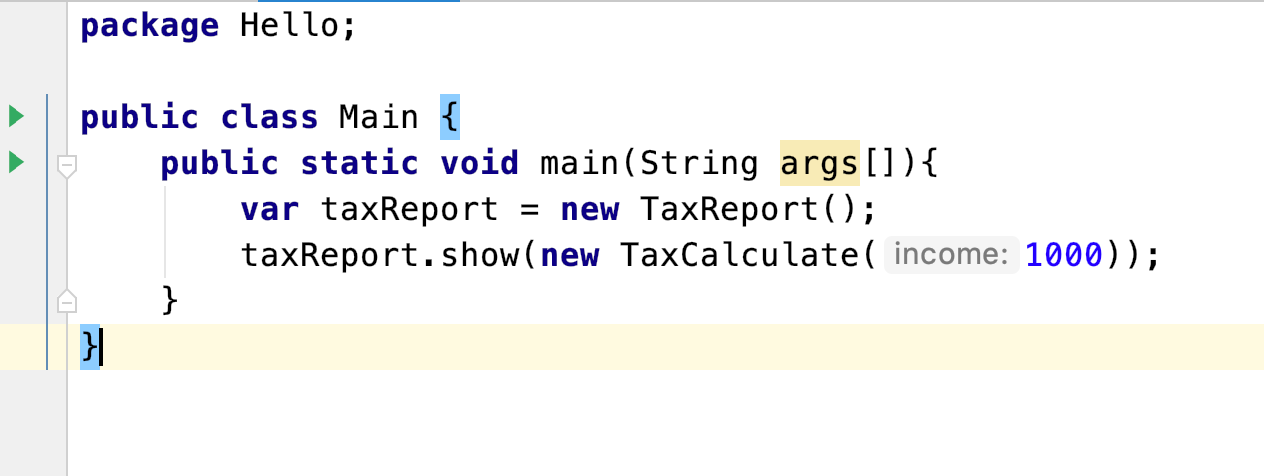 package Hello;
public class Main {
public static void main(String args[]){
var taxReport = new TaxReport();
taxReport.show(new TaxCalculate( income: 1000));
}
}